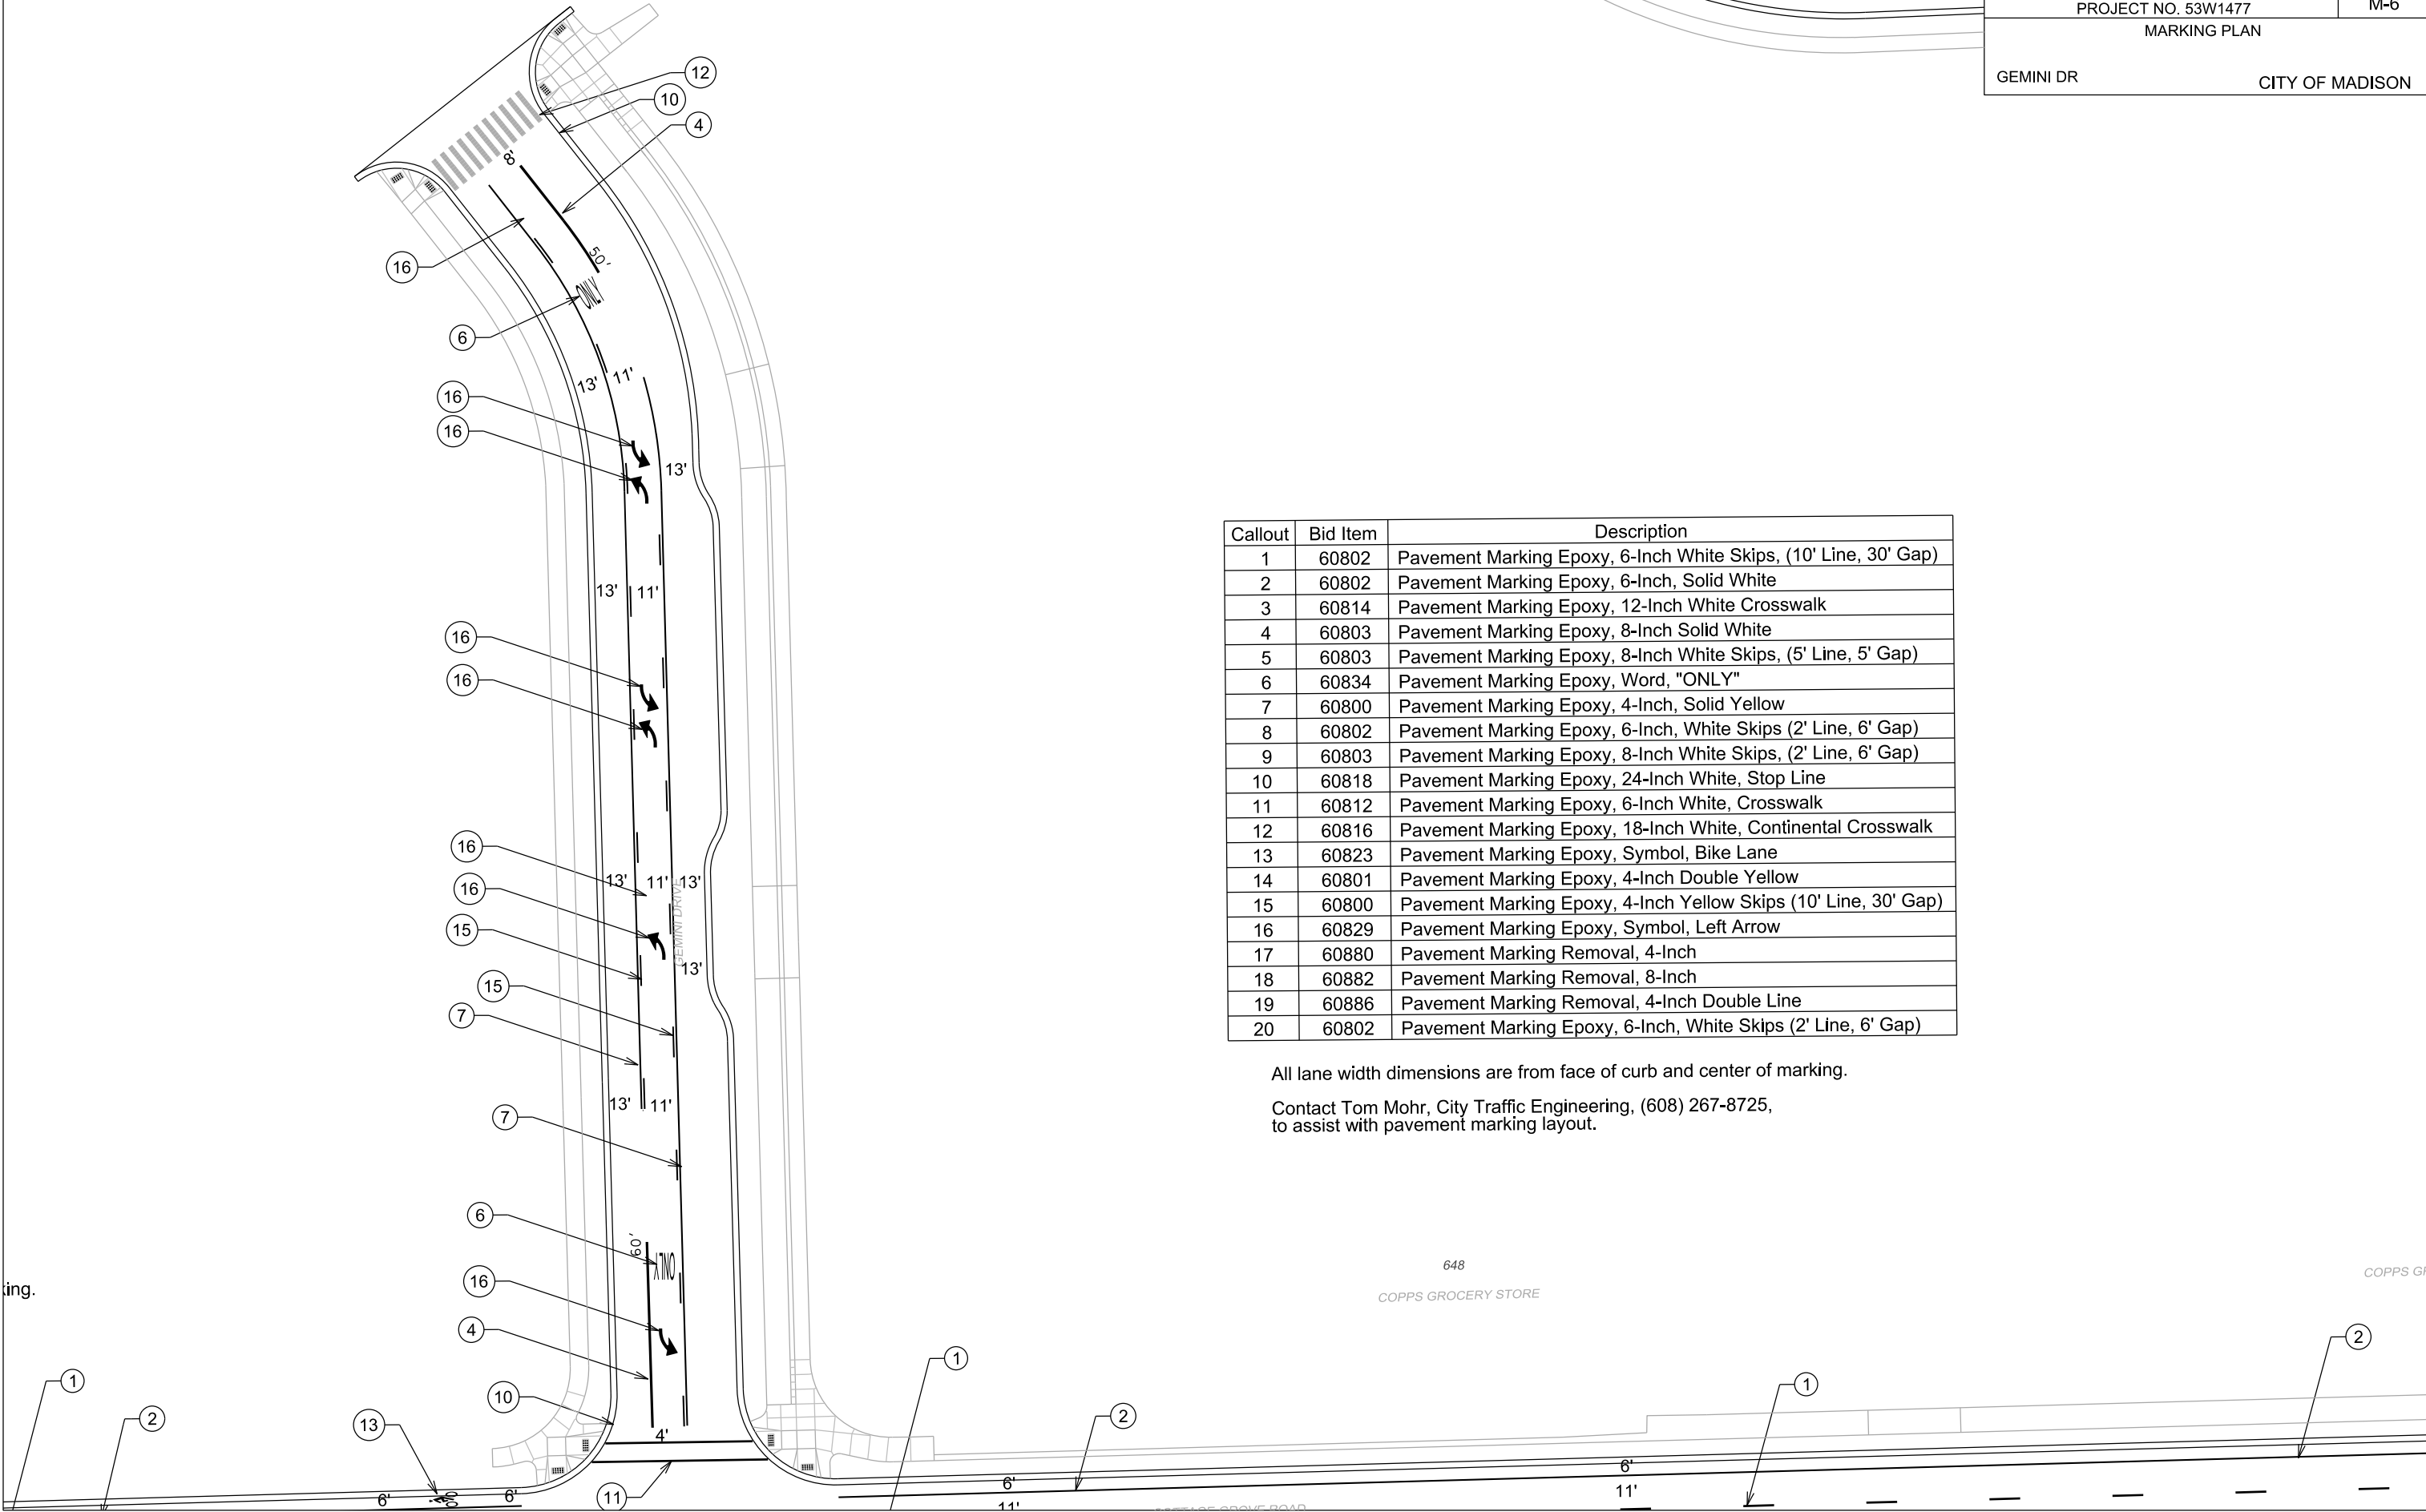 PROJECT NO. 53W1477 M-6
MARKING PLAN
GEMINI DR CITY OF MADISON
12
10
4
8'
16
50'
6
ONLY
13' 11'
16
16
13'
13' 11'
16
16
16
13' 11' 13'
16
GEMINI DRIVE
15
13'
15
7
13' 11'
7
6
60'
ONLY
16
4
10
4'
11
13
6' 6'
1
2
king.
Callout Bid Item Description
1 60802 Pavement Marking Epoxy, 6-Inch White Skips, (10' Line, 30' Gap)
2 60802 Pavement Marking Epoxy, 6-Inch, Solid White
3 60814 Pavement Marking Epoxy, 12-Inch White Crosswalk
4 60803 Pavement Marking Epoxy, 8-Inch Solid White
5 60803 Pavement Marking Epoxy, 8-Inch White Skips, (5' Line, 5' Gap)
6 60834 Pavement Marking Epoxy, Word, "ONLY"
7 60800 Pavement Marking Epoxy, 4-Inch, Solid Yellow
8 60802 Pavement Marking Epoxy, 6-Inch, White Skips (2' Line, 6' Gap)
9 60803 Pavement Marking Epoxy, 8-Inch White Skips, (2' Line, 6' Gap)
10 60818 Pavement Marking Epoxy, 24-Inch White, Stop Line
11 60812 Pavement Marking Epoxy, 6-Inch White, Crosswalk
12 60816 Pavement Marking Epoxy, 18-Inch White, Continental Crosswalk
13 60823 Pavement Marking Epoxy, Symbol, Bike Lane
14 60801 Pavement Marking Epoxy, 4-Inch Double Yellow
15 60800 Pavement Marking Epoxy, 4-Inch Yellow Skips (10' Line, 30' Gap)
16 60829 Pavement Marking Epoxy, Symbol, Left Arrow
17 60880 Pavement Marking Removal, 4-Inch
18 60882 Pavement Marking Removal, 8-Inch
19 60886 Pavement Marking Removal, 4-Inch Double Line
20 60802 Pavement Marking Epoxy, 6-Inch, White Skips (2' Line, 6' Gap)
All lane width dimensions are from face of curb and center of marking.
Contact Tom Mohr, City Traffic Engineering, (608) 267-8725,
to assist with pavement marking layout.
648
COPPS GROCERY STORE
COPPS GR
1
2
1
2
6'
11'
6'
11'
COTTAGE GROVE ROAD